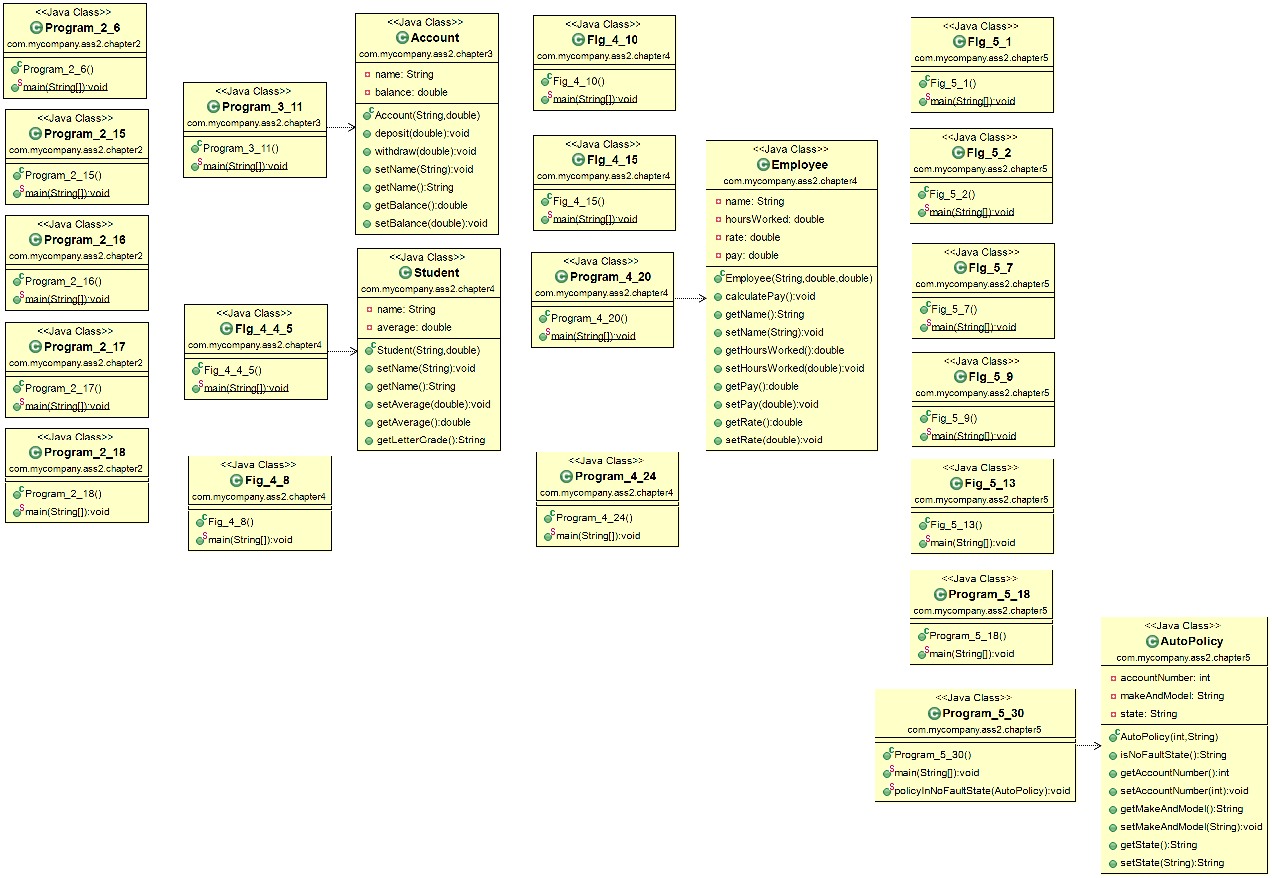 <<Java Class>>
Program_2_6
com.mycompany.ass2.chapter2
Program_2_6()
main(String[]):void
<<Java Class>>
Program_2_15
com.mycompany.ass2.chapter2
Program_2_15()
main(String[]):void
<<Java Class>>
Program_2_16
com.mycompany.ass2.chapter2
Program_2_16()
main(String[]):void
<<Java Class>>
Program_2_17
com.mycompany.ass2.chapter2
Program_2_17()
main(String[]):void
<<Java Class>>
Program_2_18
com.mycompany.ass2.chapter2
Program_2_18()
main(String[]):void
<<Java Class>>
Program_3_11
com.mycompany.ass2.chapter3
Program_3_11()
main(String[]):void
<<Java Class>>
Account
com.mycompany.ass2.chapter3
name: String
balance: double
Account(String,double)
deposit(double):void
withdraw(double):void
setName(String):void
getName():String
getBalance():double
setBalance(double):void
<<Java Class>>
Fig_4_4_5
com.mycompany.ass2.chapter4
Fig_4_4_5()
main(String[]):void
<<Java Class>>
Student
com.mycompany.ass2.chapter4
name: String
average: double
Student(String,double)
setName(String):void
getName():String
setAverage(double):void
getAverage():double
getLetterGrade():String
<<Java Class>>
Fig_4_8
com.mycompany.ass2.chapter4
Fig_4_8()
main(String[]):void
<<Java Class>>
Fig_4_10
com.mycompany.ass2.chapter4
Fig_4_10()
main(String[]):void
<<Java Class>>
Fig_4_15
com.mycompany.ass2.chapter4
Fig_4_15()
main(String[]):void
<<Java Class>>
Program_4_20
com.mycompany.ass2.chapter4
Program_4_20()
main(String[]):void
<<Java Class>>
Employee
com.mycompany.ass2.chapter4
name: String
hoursWorked: double
rate: double
pay: double
Employee(String,double,double)
calculatePay():void
getName():String
setName(String):void
getHoursWorked():double
setHoursWorked(double):void
getPay():double
setPay(double):void
getRate():double
setRate(double):void
<<Java Class>>
Program_4_24
com.mycompany.ass2.chapter4
Program_4_24()
main(String[]):void
<<Java Class>>
Fig_5_1
com.mycompany.ass2.chapter5
Fig_5_1()
main(String[]):void
<<Java Class>>
Fig_5_2
com.mycompany.ass2.chapter5
Fig_5_2()
main(String[]):void
<<Java Class>>
Fig_5_7
com.mycompany.ass2.chapter5
Fig_5_7()
main(String[]):void
<<Java Class>>
Fig_5_9
com.mycompany.ass2.chapter5
Fig_5_9()
main(String[]):void
<<Java Class>>
Fig_5_13
com.mycompany.ass2.chapter5
Fig_5_13()
main(String[]):void
<<Java Class>>
Program_5_18
com.mycompany.ass2.chapter5
Program_5_18()
main(String[]):void
<<Java Class>>
Program_5_30
com.mycompany.ass2.chapter5
Program_5_30()
main(String[]):void
policyInNoFaultState(AutoPolicy):void
<<Java Class>>
AutoPolicy
com.mycompany.ass2.chapter5
accountNumber: int
makeAndModel: String
state: String
AutoPolicy(int,String)
isNoFaultState():String
getAccountNumber():int
setAccountNumber(int):void
getMakeAndModel():String
setMakeAndModel(String):void
getState():String
setState(String):String